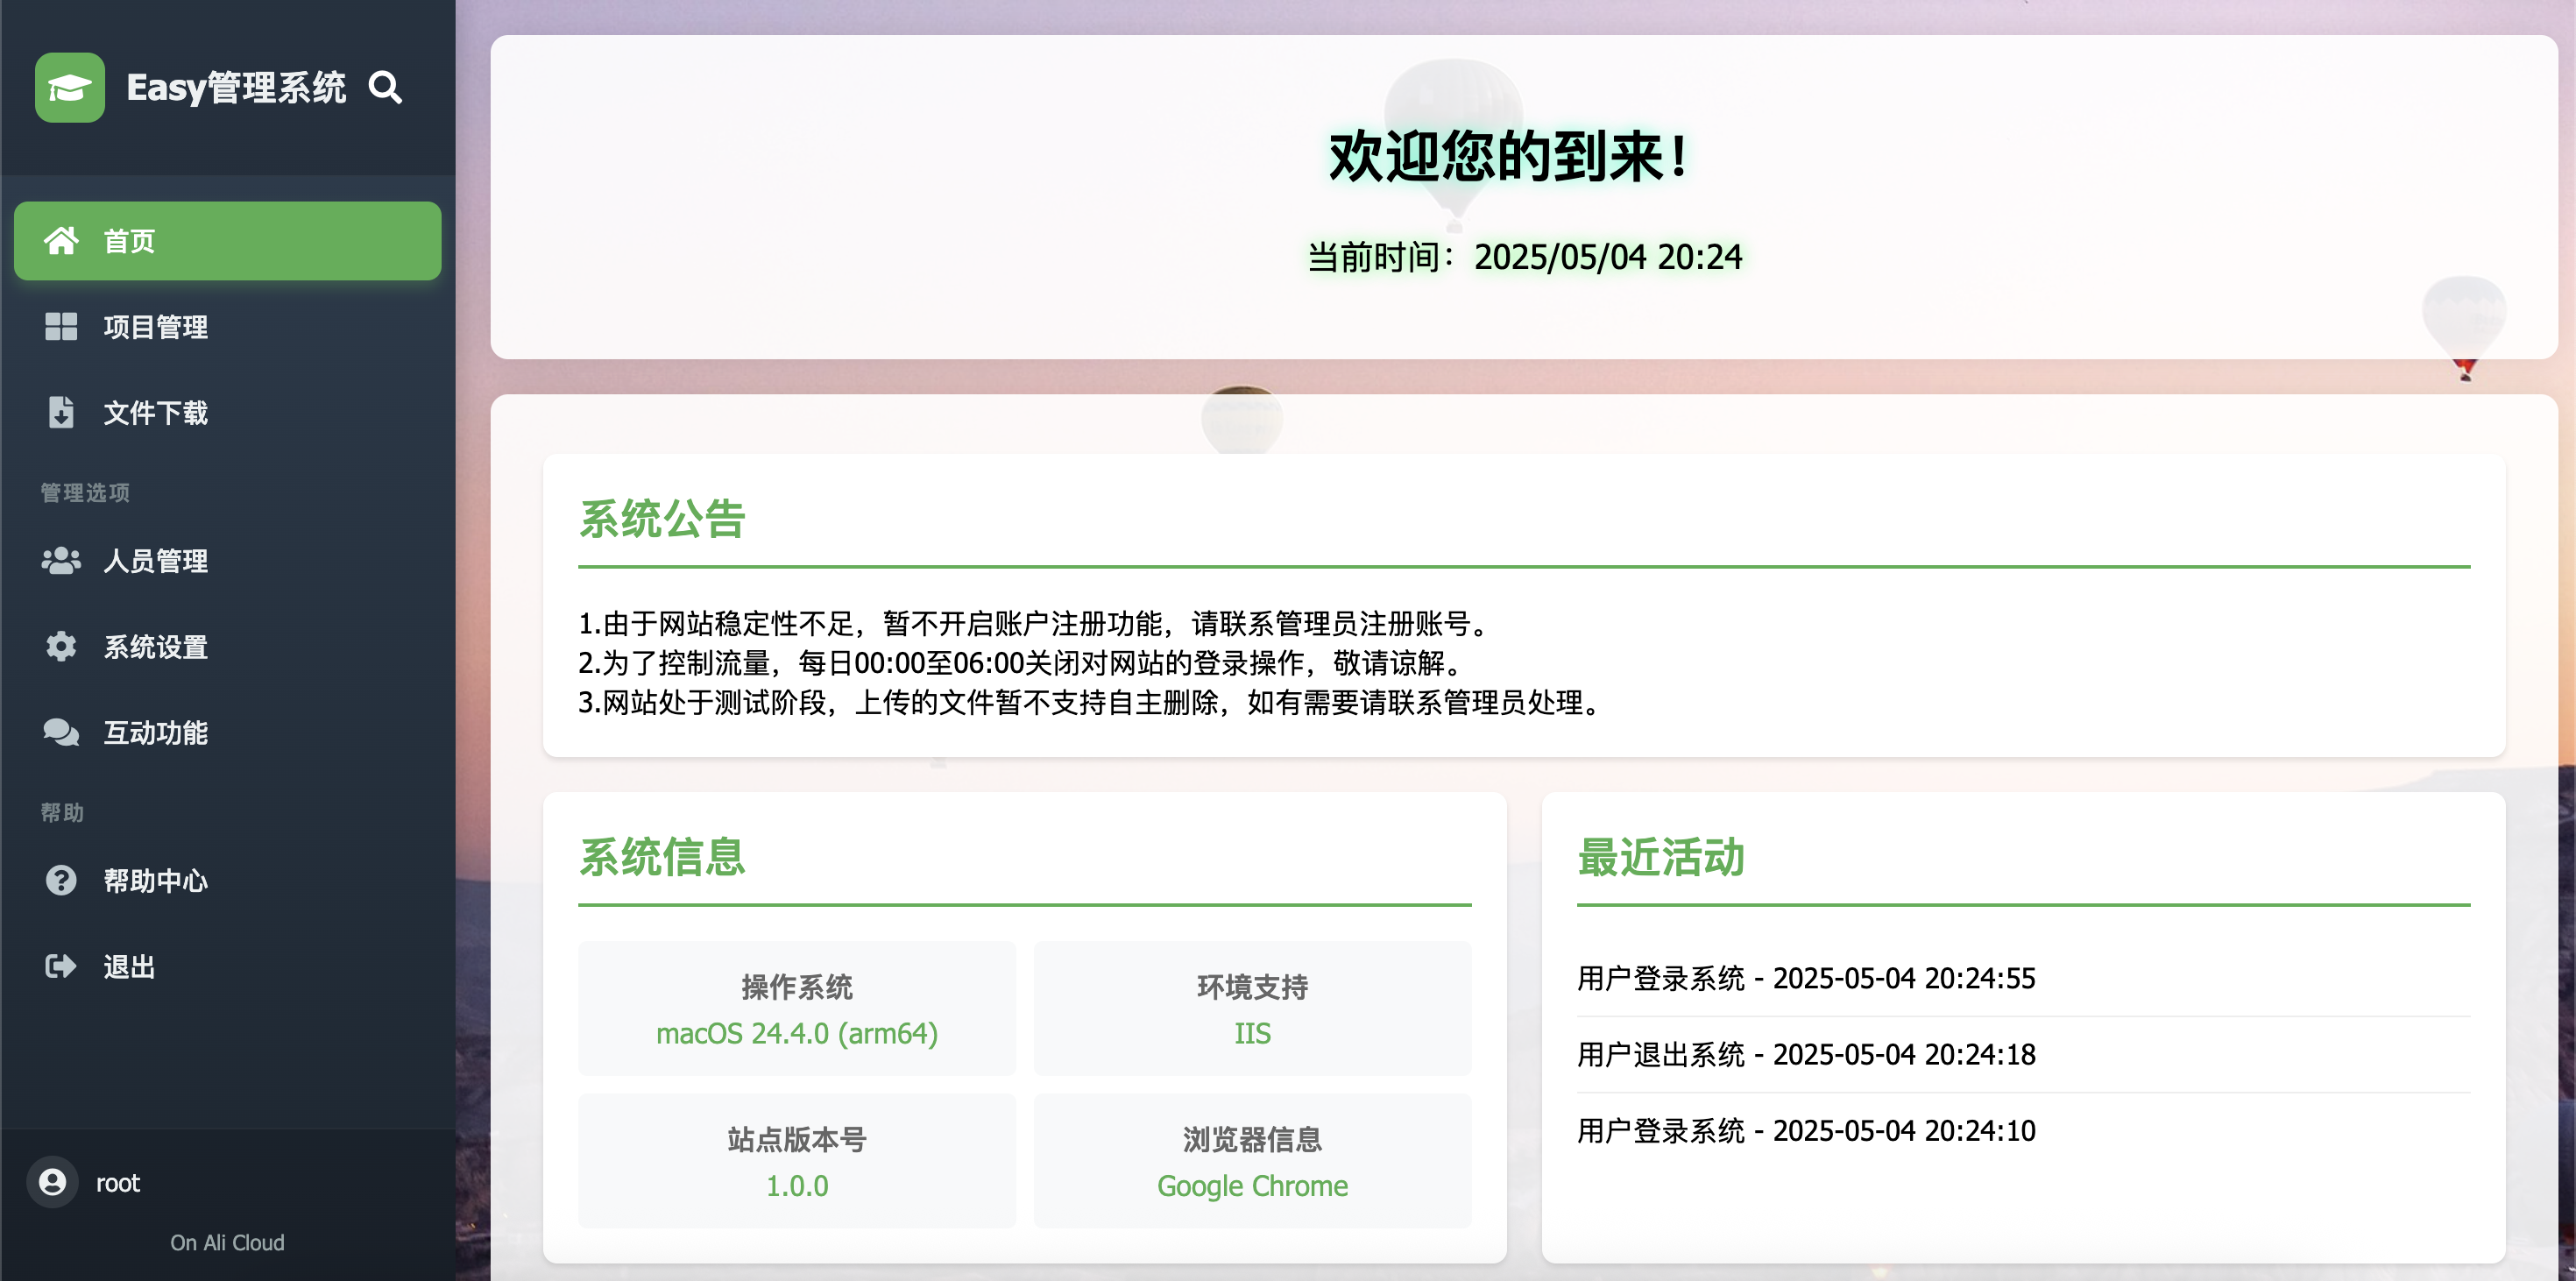 Easy管理系统
首页
项目管理
文件下载
管理选项
人员管理
系统设置
互动功能
帮助
帮助中心
退出
root
On Ali Cloud
欢迎您的到来！
当前时间：2025/05/04 20:24
系统公告
1.由于网站稳定性不足，暂不开启账户注册功能，请联系管理员注册账号。
2.为了控制流量，每日00:00至06:00关闭对网站的登录操作，敬请谅解。
3.网站处于测试阶段，上传的文件暂不支持自主删除，如有需要请联系管理员处理。
系统信息
操作系统
macOS 24.4.0 (arm64)
环境支持
IIS
站点版本号
1.0.0
浏览器信息
Google Chrome
最近活动
用户登录系统 - 2025-05-04 20:24:55
用户退出系统 - 2025-05-04 20:24:18
用户登录系统 - 2025-05-04 20:24:10